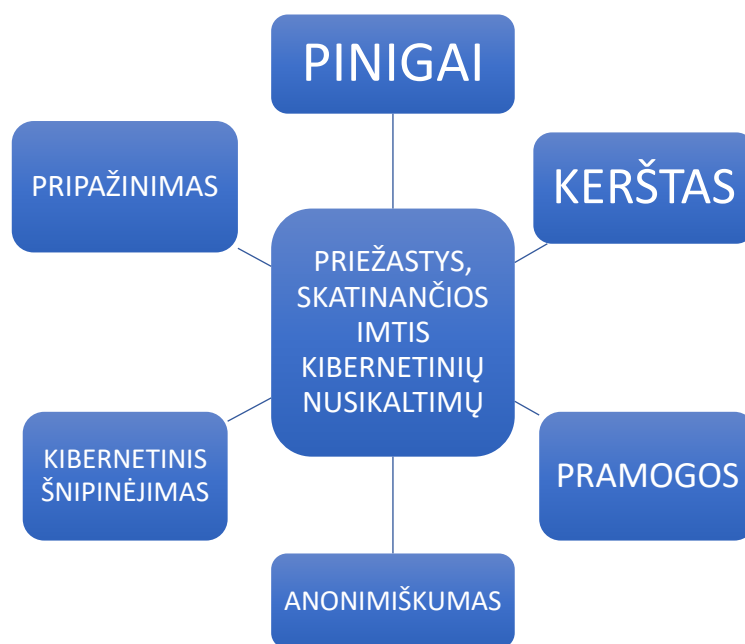 PINIGAI
PRIPAŽINIMAS
KERŠTAS
PRIEŽASTYS,
SKATINANČIOS
IMTIS
KIBERNETINIŲ
NUSIKALTIMŲ
KIBERNETINIS
ŠNIPINĖJIMAS
PRAMOGOS
ANONIMIŠKUMAS